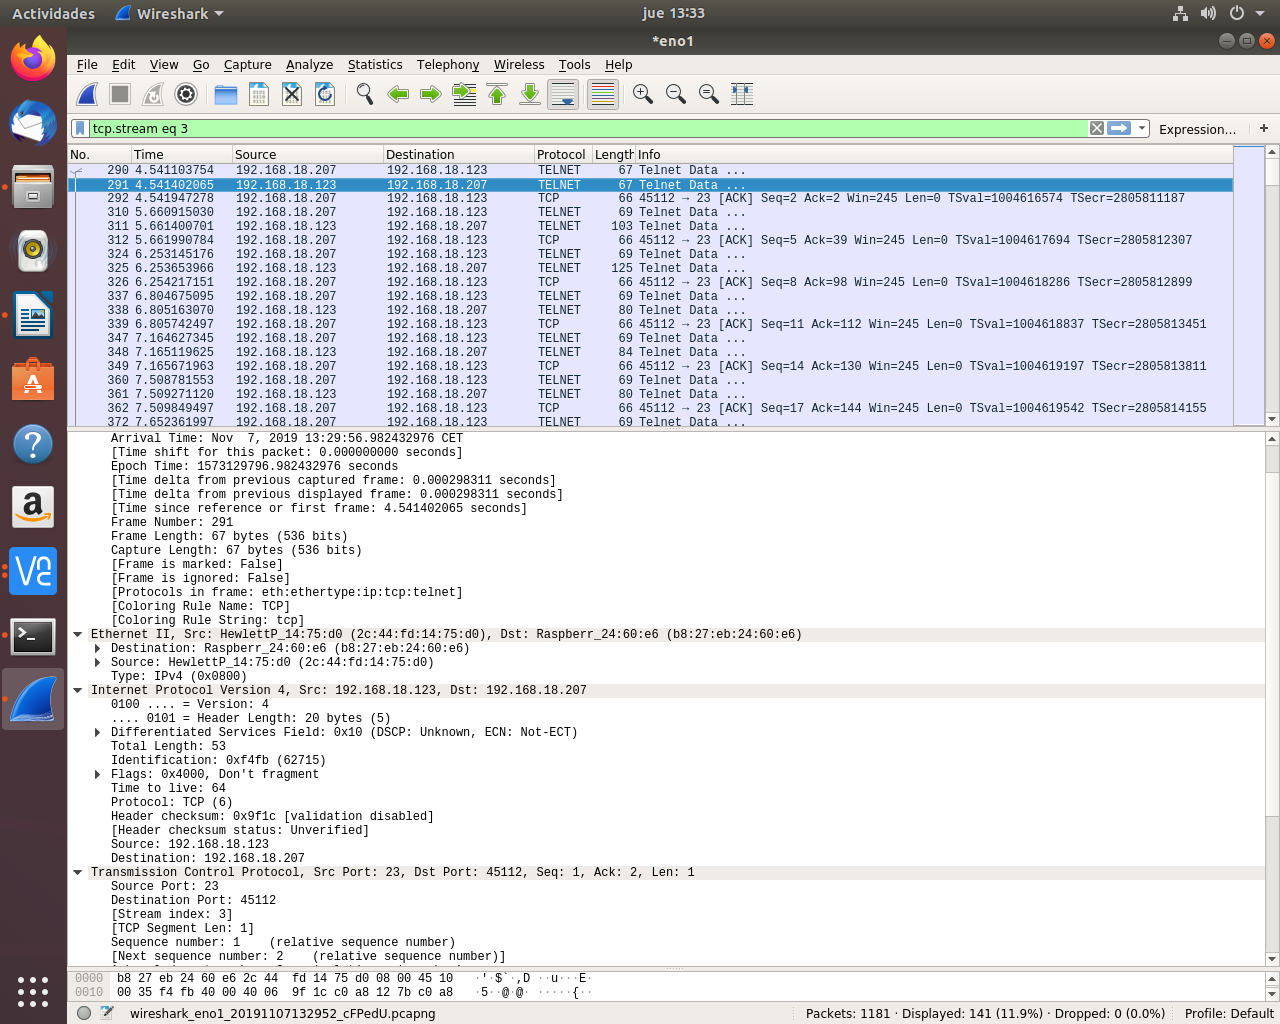 Actividades Wireshark jue 13:33
*eno1
File Edit View Go Capture Analyze Statistics Telephony Wireless Tools Help
tcp.stream eq 3 Expression... +
No. Time Source Destination Protocol Length Info
290 4.541103754 192.168.18.207 192.168.18.123 TELNET 67 Telnet Data ...
291 4.541402065 192.168.18.123 192.168.18.207 TELNET 67 Telnet Data ...
292 4.541947278 192.168.18.207 192.168.18.123 TCP 66 45112 → 23 [ACK] Seq=2 Ack=2 Win=245 Len=0 TSval=1004616574 TSecr=2805811187
310 5.660915030 192.168.18.207 192.168.18.123 TELNET 69 Telnet Data ...
311 5.661400701 192.168.18.123 192.168.18.207 TELNET 103 Telnet Data ...
312 5.661990784 192.168.18.207 192.168.18.123 TCP 66 45112 → 23 [ACK] Seq=5 Ack=39 Win=245 Len=0 TSval=1004617694 TSecr=2805812307
324 6.253145176 192.168.18.207 192.168.18.123 TELNET 69 Telnet Data ...
325 6.253653966 192.168.18.123 192.168.18.207 TELNET 125 Telnet Data ...
326 6.254217151 192.168.18.207 192.168.18.123 TCP 66 45112 → 23 [ACK] Seq=8 Ack=98 Win=245 Len=0 TSval=1004618286 TSecr=2805812899
337 6.804675095 192.168.18.207 192.168.18.123 TELNET 69 Telnet Data ...
338 6.805163070 192.168.18.123 192.168.18.207 TELNET 80 Telnet Data ...
339 6.805742497 192.168.18.207 192.168.18.123 TCP 66 45112 → 23 [ACK] Seq=11 Ack=112 Win=245 Len=0 TSval=1004618837 TSecr=2805813451
347 7.164627345 192.168.18.207 192.168.18.123 TELNET 69 Telnet Data ...
348 7.165119625 192.168.18.123 192.168.18.207 TELNET 84 Telnet Data ...
349 7.165671963 192.168.18.207 192.168.18.123 TCP 66 45112 → 23 [ACK] Seq=14 Ack=130 Win=245 Len=0 TSval=1004619197 TSecr=2805813811
360 7.508781553 192.168.18.207 192.168.18.123 TELNET 69 Telnet Data ...
361 7.509271120 192.168.18.123 192.168.18.207 TELNET 80 Telnet Data ...
362 7.509849497 192.168.18.207 192.168.18.123 TCP 66 45112 → 23 [ACK] Seq=17 Ack=144 Win=245 Len=0 TSval=1004619542 TSecr=2805814155
372 7.652361997 192.168.18.207 192.168.18.123 TELNET 69 Telnet Data ...
Arrival Time: Nov  7, 2019 13:29:56.982432976 CET
[Time shift for this packet: 0.000000000 seconds]
Epoch Time: 1573129796.982432976 seconds
[Time delta from previous captured frame: 0.000298311 seconds]
[Time delta from previous displayed frame: 0.000298311 seconds]
[Time since reference or first frame: 4.541402065 seconds]
Frame Number: 291
Frame Length: 67 bytes (536 bits)
Capture Length: 67 bytes (536 bits)
[Frame is marked: False]
[Frame is ignored: False]
[Protocols in frame: eth:ethertype:ip:tcp:telnet]
[Coloring Rule Name: TCP]
[Coloring Rule String: tcp]
Ethernet II, Src: HewlettP_14:75:d0 (2c:44:fd:14:75:d0), Dst: Raspberr_24:60:e6 (b8:27:eb:24:60:e6)
Destination: Raspberr_24:60:e6 (b8:27:eb:24:60:e6)
Source: HewlettP_14:75:d0 (2c:44:fd:14:75:d0)
Type: IPv4 (0x0800)
Internet Protocol Version 4, Src: 192.168.18.123, Dst: 192.168.18.207
0100 .... = Version: 4
.... 0101 = Header Length: 20 bytes (5)
Differentiated Services Field: 0x10 (DSCP: Unknown, ECN: Not-ECT)
Total Length: 53
Identification: 0xf4fb (62715)
Flags: 0x4000, Don't fragment
Time to live: 64
Protocol: TCP (6)
Header checksum: 0x9f1c [validation disabled]
[Header checksum status: Unverified]
Source: 192.168.18.123
Destination: 192.168.18.207
Transmission Control Protocol, Src Port: 23, Dst Port: 45112, Seq: 1, Ack: 2, Len: 1
Source Port: 23
Destination Port: 45112
[Stream index: 3]
[TCP Segment Len: 1]
Sequence number: 1    (relative sequence number)
[Next sequence number: 2    (relative sequence number)]
0000 b8 27 eb 24 60 e6 2c 44 fd 14 75 d0 08 00 45 10 ·'·$`·,D ··u···E·
0010 00 35 f4 fb 40 00 40 06 9f 1c c0 a8 12 7b c0 a8 ·5··@·@· ·····{··
wireshark_eno1_20191107132952_cFPedU.pcapng Packets: 1181 · Displayed: 141 (11.9%) · Dropped: 0 (0.0%) Profile: Default